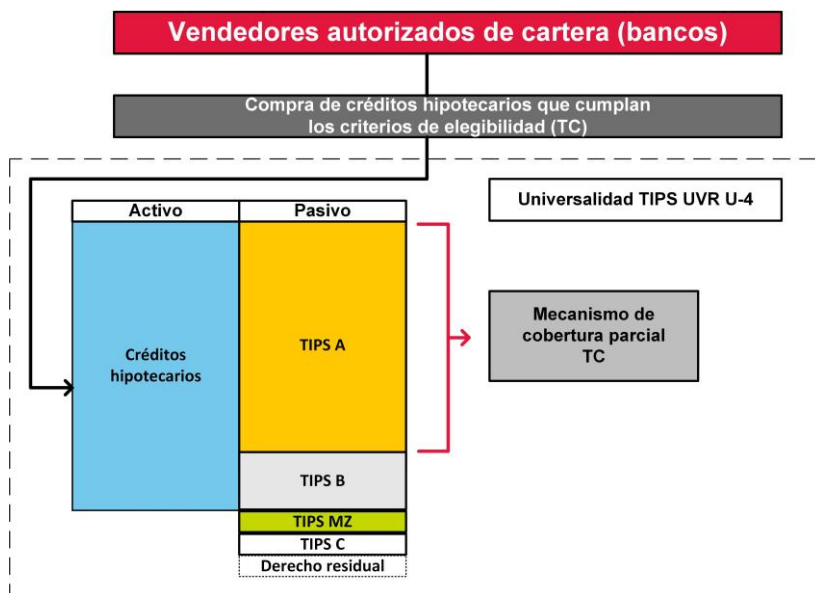 Vendedores autorizados de cartera (bancos)
Compra de créditos hipotecarios que cumplan
los criterios de elegibilidad (TC)
Universalidad TIPS UVR U-4
Activo
Pasivo
Créditos
hipotecarios
TIPS A
Mecanismo de
cobertura parcial
TC
TIPS B
TIPS MZ
TIPS C
Derecho residual